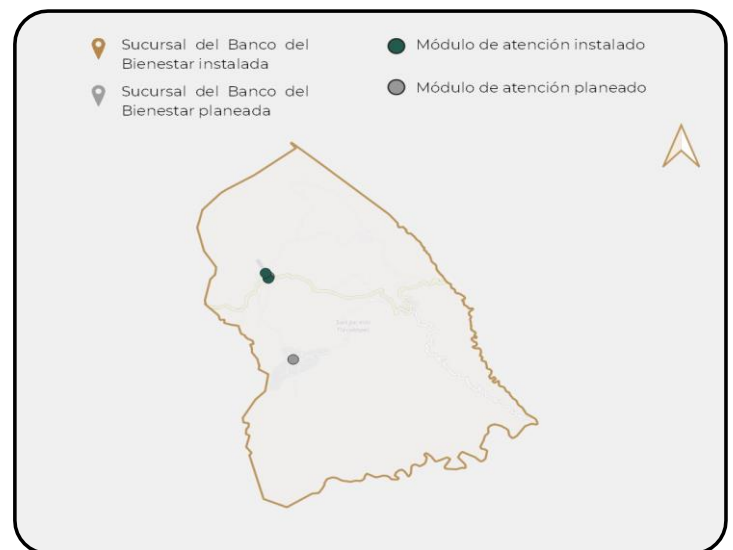 Sucursal del Banco del
Bienestar instalada
Sucursal del Banco del
Bienestar planeada
Módulo de atención instalado
Módulo de atención planeado